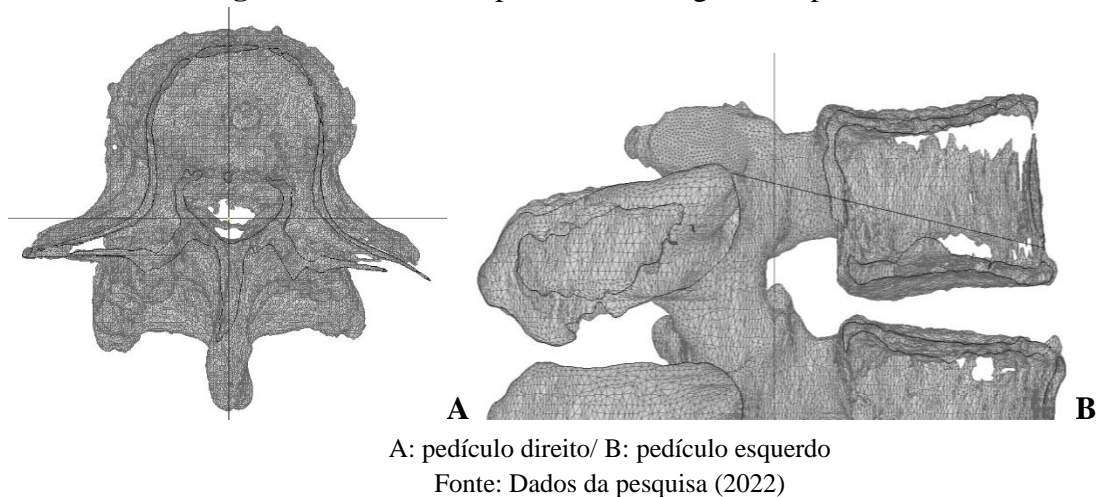 A
B
A: pedículo direito/ B: pedículo esquerdo
Fonte: Dados da pesquisa (2022)